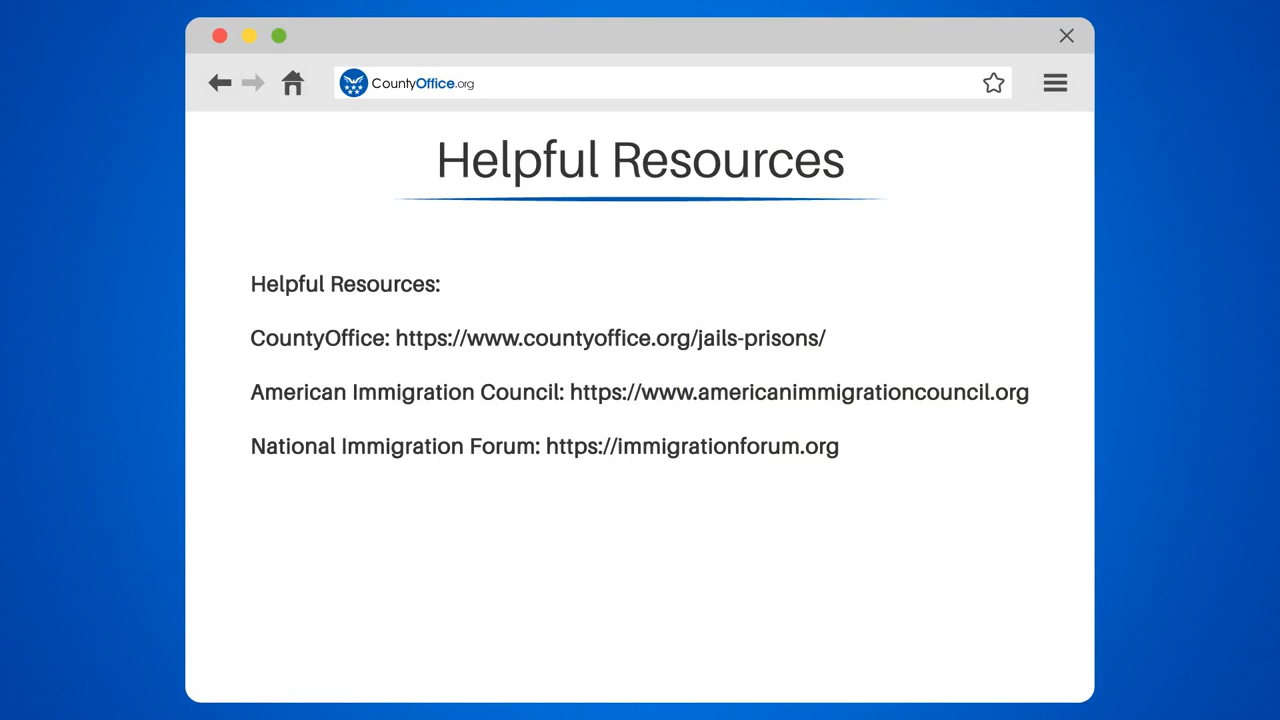 CountyOffice.org
Helpful Resources
Helpful Resources:
CountyOffice: https://www.countyoffice.org/jails-prisons/
American Immigration Council: https://www.americanimmigrationcouncil.org
National Immigration Forum: https://immigrationforum.org